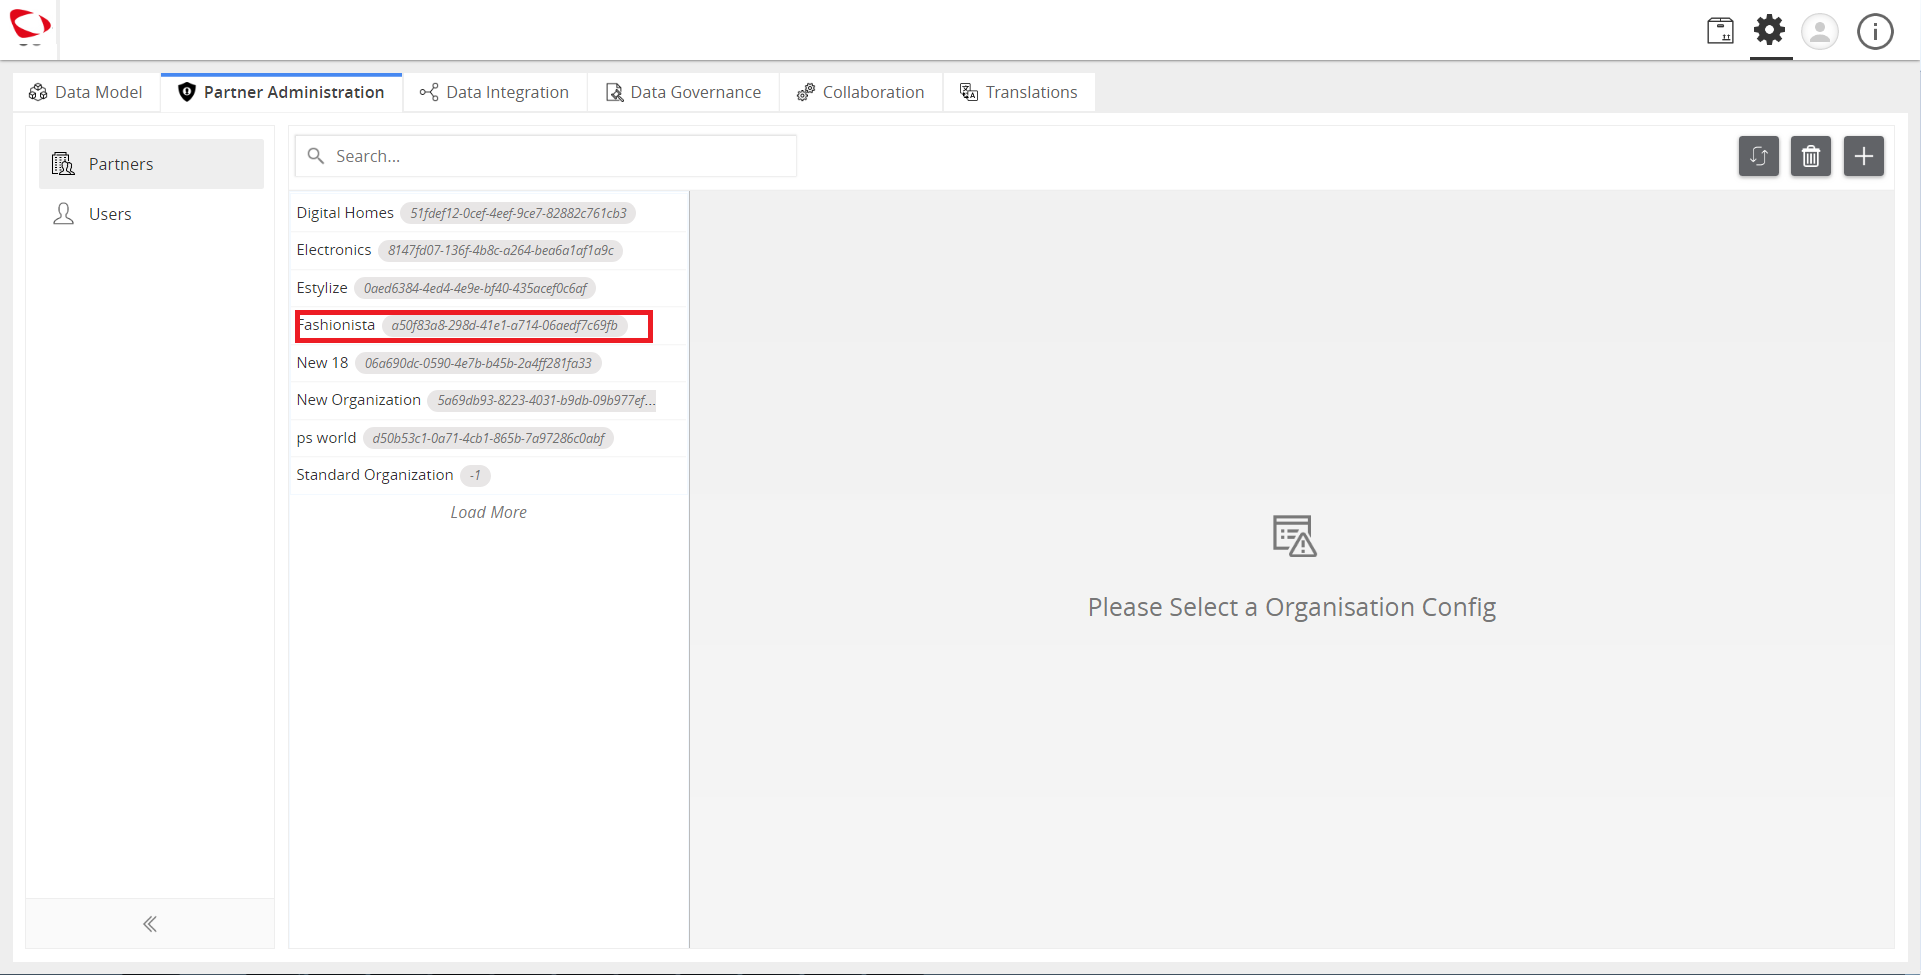 Data Model
Partner Administration
Data Integration
Data Governance
Collaboration
Translations
Partners
Users
Search...
Digital Homes 51fdef12-0cef-4eef-9ce7-82882c761cb3
Electronics 8147fd07-136f-4b8c-a264-bea6a1af1a9c
Estylize 0aed6384-4ed4-4e9e-bf40-435acef0c6af
Fashionista a50f83a8-298d-41e1-a714-06aedf7c69fb
New 18 06a690dc-0590-4e7b-b45b-2a4ff281fa33
New Organization 5a69db93-8223-4031-b9db-09b977ef...
ps world d50b53c1-0a71-4cb1-865b-7a97286c0abf
Standard Organization -1
Load More
Please Select a Organisation Config